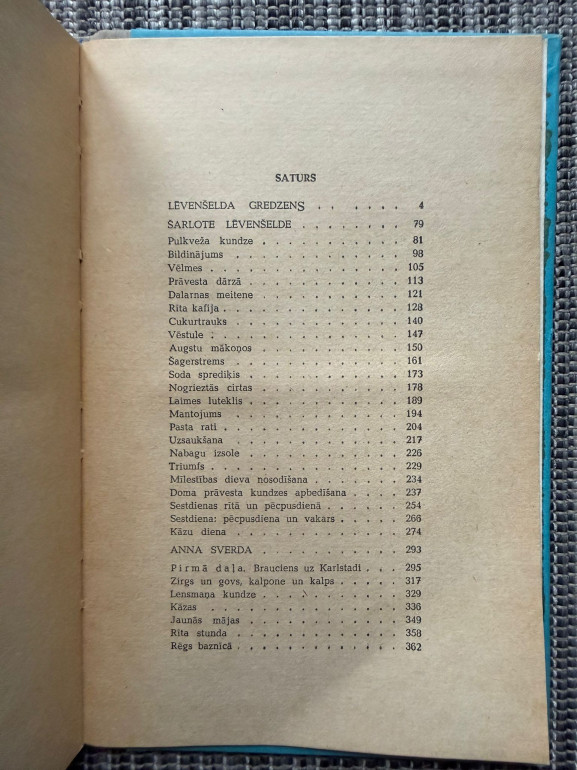 SATURS
LĒVENŠELDA GREDZENS . . . . . . 4
ŠARLOTE LĒVENŠELDE . . . . . . . 79
Pulkveža kundze . . . . . . . . . . . 81
Bildinājums . . . . . . . . . . . . . 98
Vēlmes . . . . . . . . . . . . . . . 105
Prāvesta dārzā . . . . . . . . . . . . 113
Dalarnas meitene . . . . . . . . . . . 121
Rīta kafija . . . . . . . . . . . . . . 128
Cukurtrauks . . . . . . . . . . . . . 140
Vēstule . . . . . . . . . . . . . . . 147
Augstu mākoņos . . . . . . . . . . . 150
Šagerstrems . . . . . . . . . . . . . 161
Soda sprediķis . . . . . . . . . . . . 173
Nogrieztās cirtas . . . . . . . . . . . 178
Laimes luteklis . . . . . . . . . . . . 189
Mantojums . . . . . . . . . . . . . 194
Pasta rati . . . . . . . . . . . . . . 204
Uzsaukšana . . . . . . . . . . . . . 217
Nabagu izsole . . . . . . . . . . . . 226
Triumfs . . . . . . . . . . . . . . . 229
Mīlestības dieva nosodīšana . . . . . . . 234
Doma prāvesta kundzes apbedīšana . . . . 237
Sestdienas rītā un pēcpusdienā . . . . . 254
Sestdiena: pēcpusdiena un vakars . . . . . 266
Kāzu diena . . . . . . . . . . . . . 274
ANNA SVERDA . . . . . . . . . . . 293
Pirmā daļa. Brauciens uz Karlstadi . . . 295
Zirgs un govs, kalpone un kalps . . . . . 317
Lensmaņa kundze . . . . . . . . . . . 329
Kāzas . . . . . . . . . . . . . . . 336
Jaunās mājas . . . . . . . . . . . . 349
Rīta stunda . . . . . . . . . . . . . 358
Rēgs baznīcā . . . . . . . . . . . . . 362